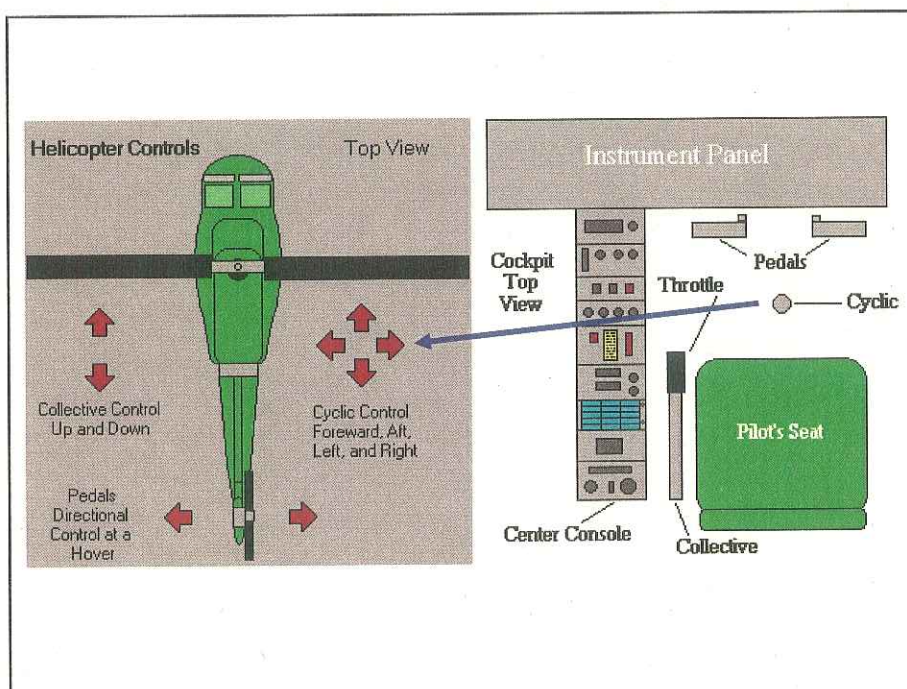 Helicopter Controls
Top View
Collective Control
Up and Down
Cyclic Control
Foreward, Aft,
Left, and Right
Pedals
Directional
Control at a
Hover
Instrument Panel
Cockpit
Top
View
Pedals
Throttle
Cyclic
Pilot's Seat
Center Console
Collective